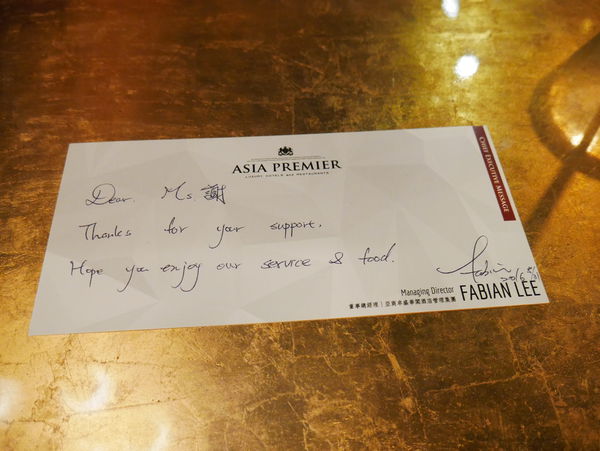 ASIA PREMIER
LUXURY HOTELS and RESTAURANTS
CHIEF EXECUTIVE MESSAGE
Dear. Ms. 謝
Thanks for your support.
Hope you enjoy our service & food.
Fabian
Managing Director FABIAN LEE